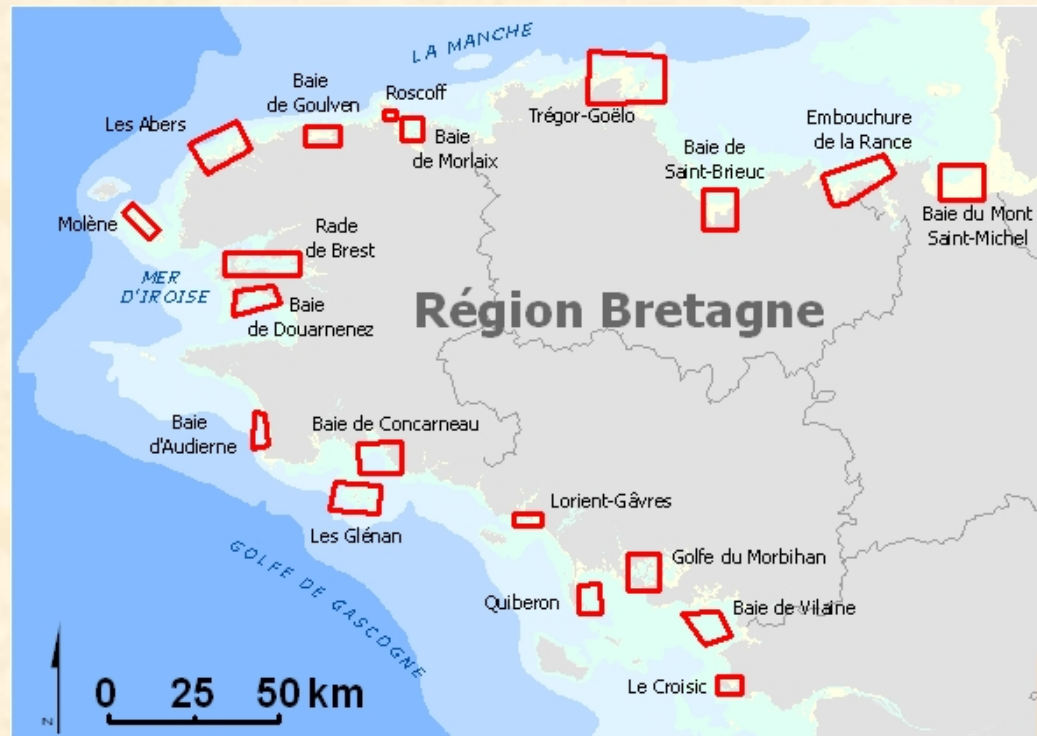 LA MANCHE
Baie
de Goulven
Roscoff
Les Abers
Trégor-Goëlo
Baie
de Morlaix
Embouchure
de la Rance
Baie de
Saint-Brieuc
Molène
Rade
de Brest
Baie du Mont
Saint-Michel
MER
D'IROISE
Baie
de Douarnenez
Région Bretagne
Baie
d'Audierne
Baie de Concarneau
Lorient-Gâvres
Les Glénan
GOLFE DE GASCOGNE
Golfe du Morbihan
Quiberon
Baie de Vilaine
Le Croisic
N
0 25 50 km